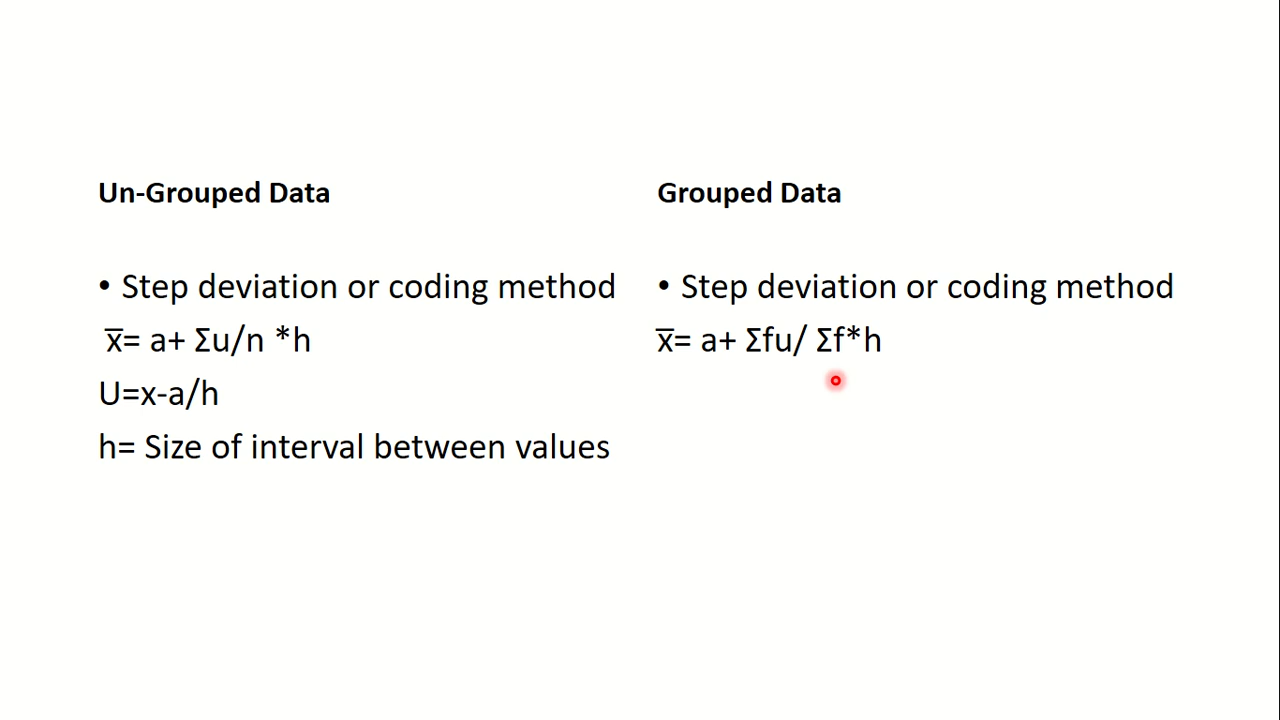 Un-Grouped Data
• Step deviation or coding method
x̅= a+ Σu/n *h
U=x-a/h
h= Size of interval between values
Grouped Data
• Step deviation or coding method
x̅= a+ Σfu/ Σf*h